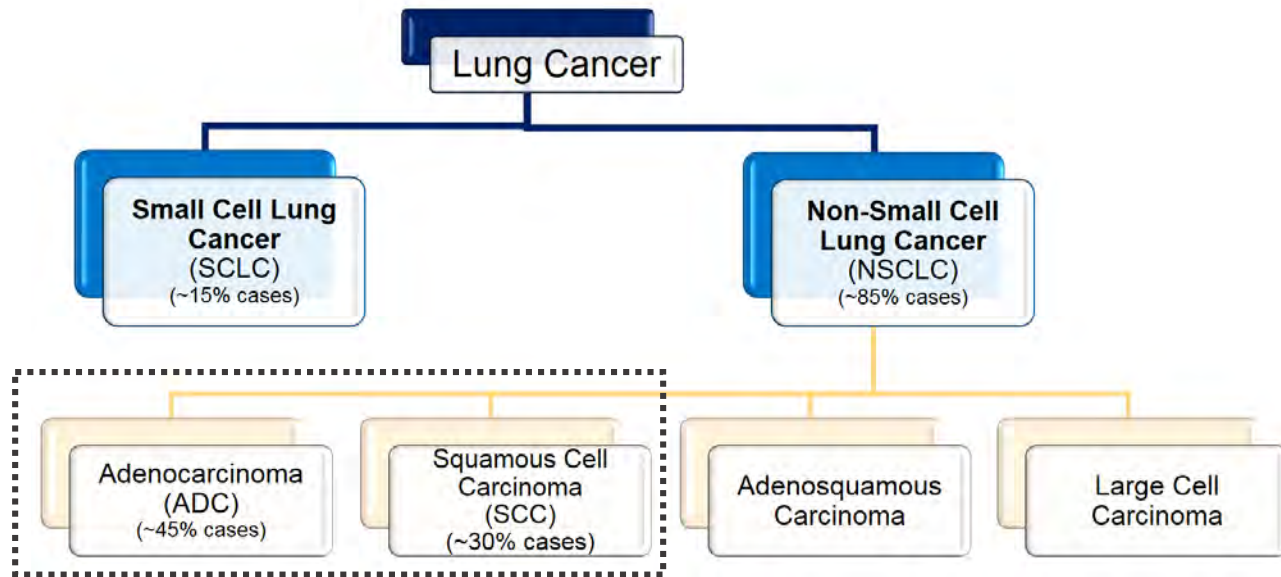 Lung Cancer
Small Cell Lung
Cancer
(SCLC)
(~15% cases)
Non-Small Cell
Lung Cancer
(NSCLC)
(~85% cases)
Adenocarcinoma
(ADC)
(~45% cases)
Squamous Cell
Carcinoma
(SCC)
(~30% cases)
Adenosquamous
Carcinoma
Large Cell
Carcinoma